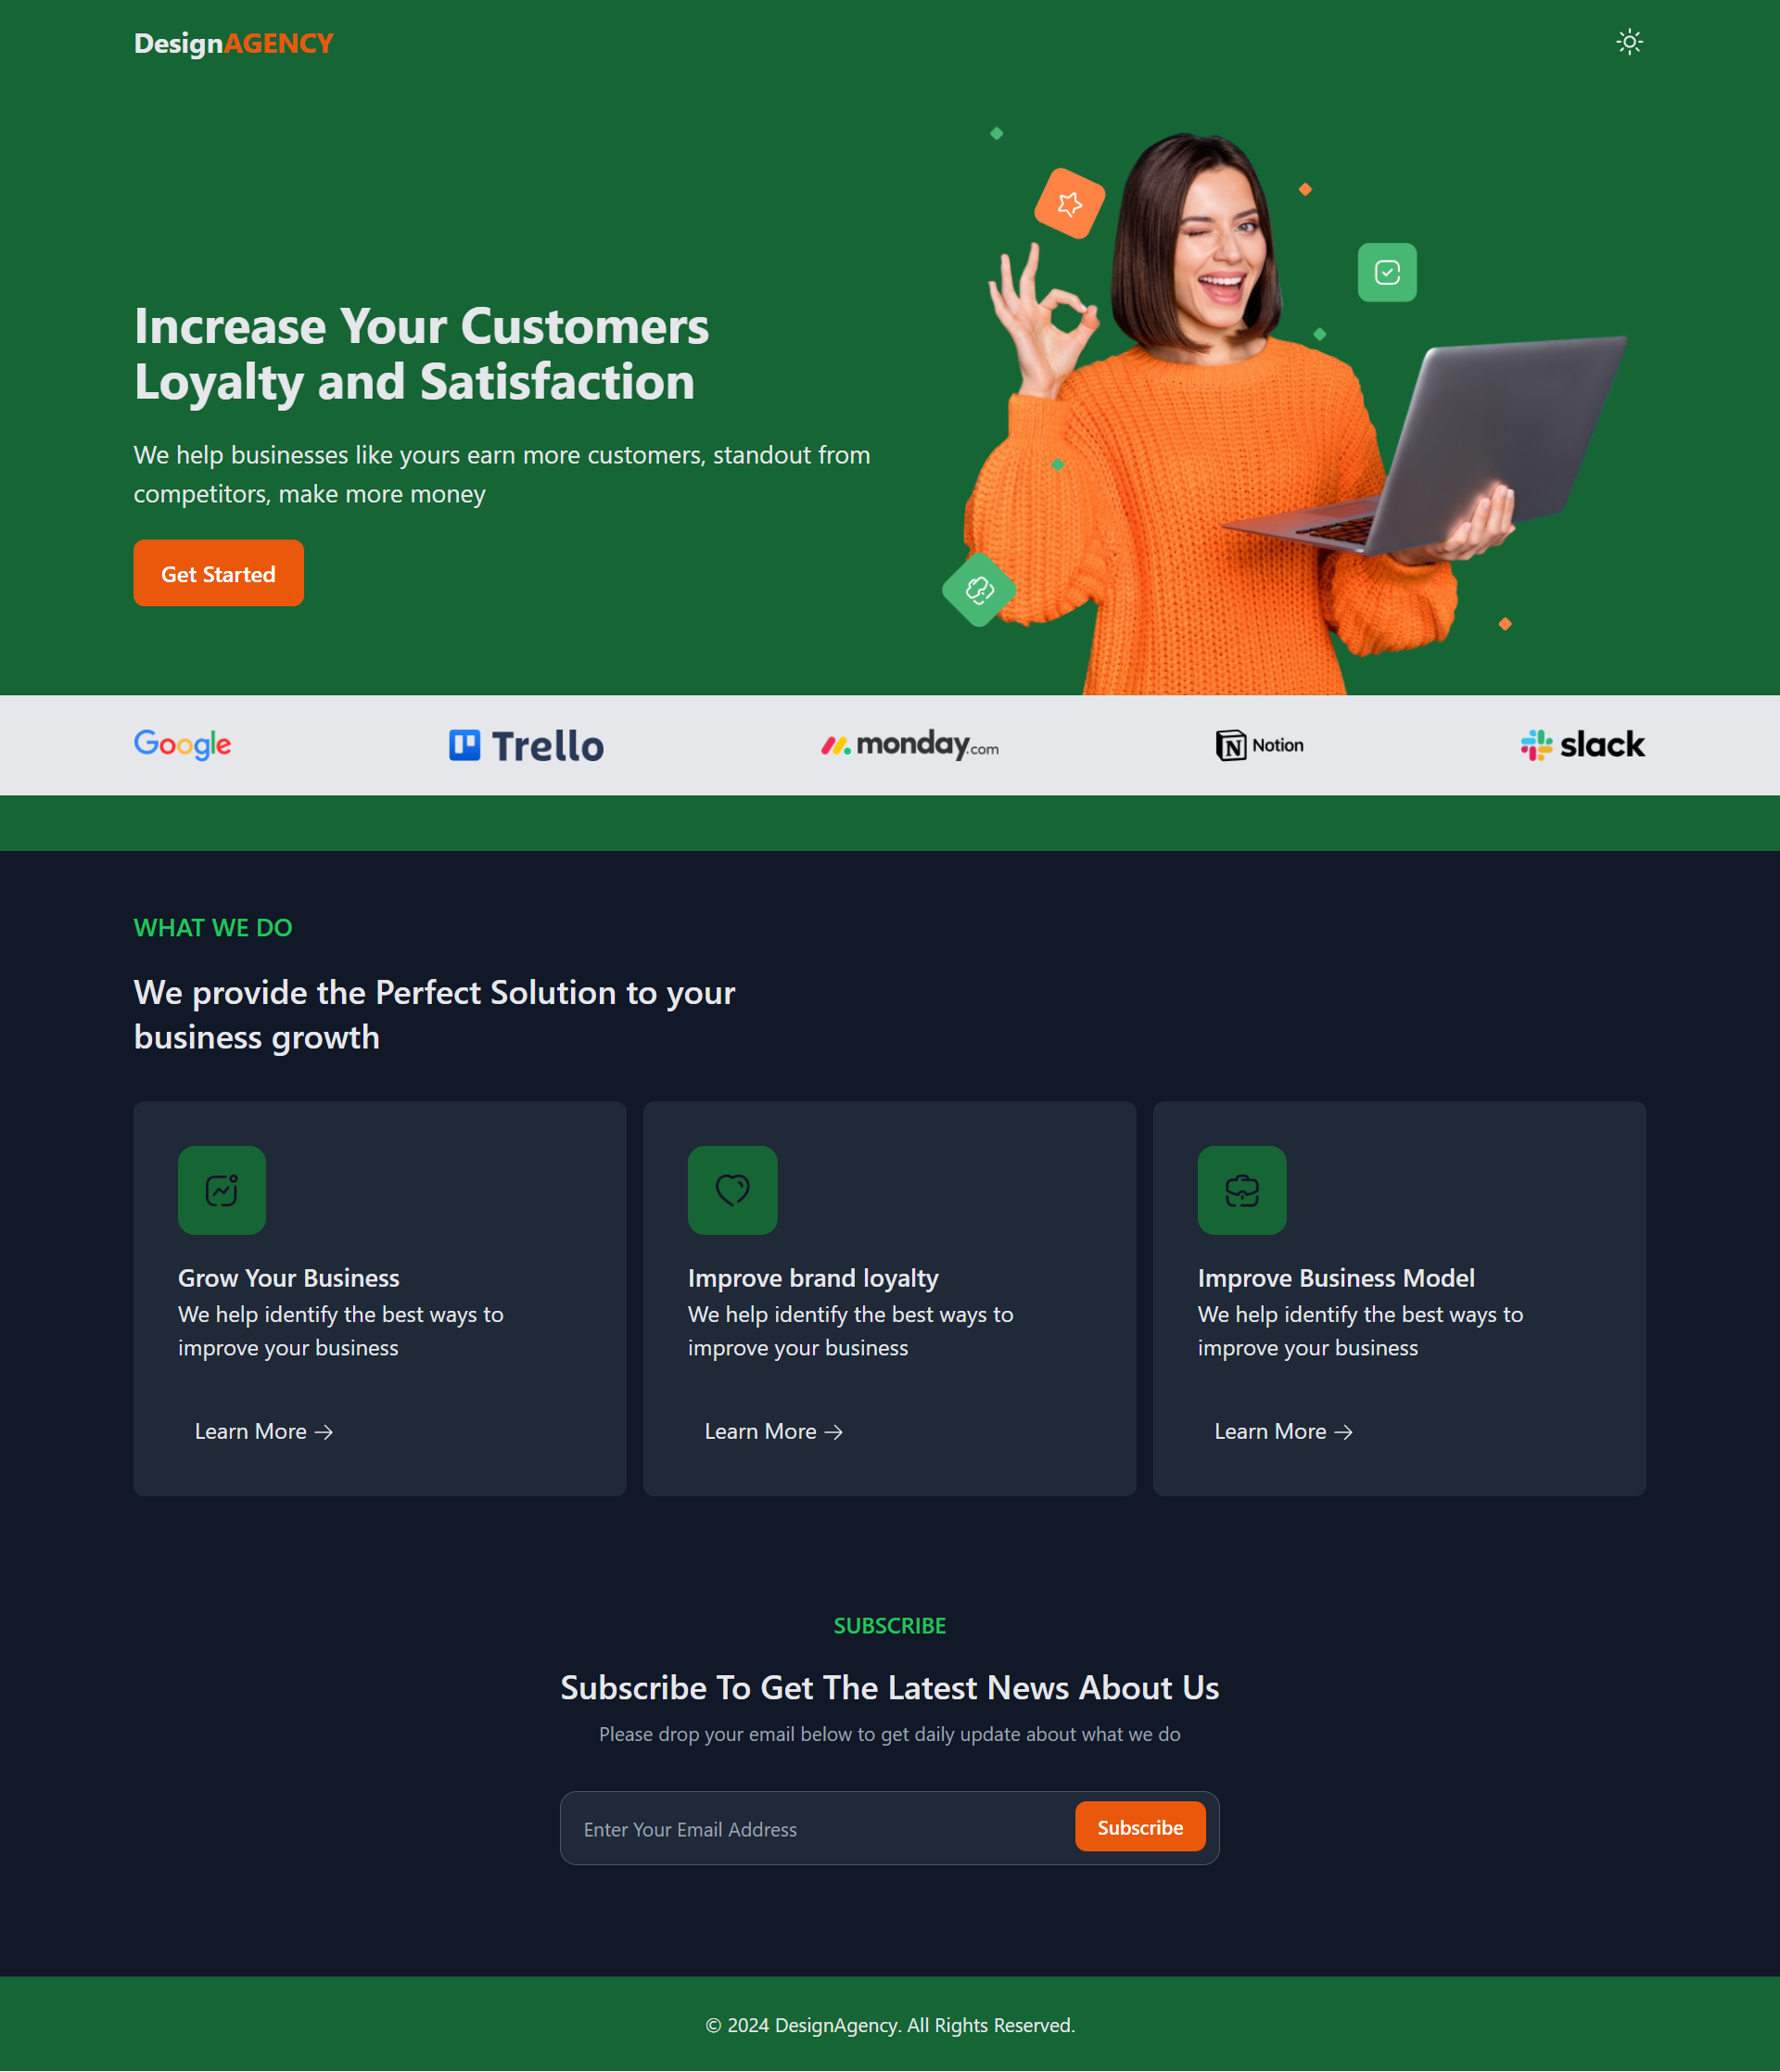 DesignAGENCY
Increase Your Customers
Loyalty and Satisfaction
We help businesses like yours earn more customers, standout from
competitors, make more money
Get Started
Google
Trello
monday.com
Notion
slack
WHAT WE DO
We provide the Perfect Solution to your
business growth
Grow Your Business
We help identify the best ways to
improve your business
Learn More →
Improve brand loyalty
We help identify the best ways to
improve your business
Learn More →
Improve Business Model
We help identify the best ways to
improve your business
Learn More →
SUBSCRIBE
Subscribe To Get The Latest News About Us
Please drop your email below to get daily update about what we do
Enter Your Email Address
Subscribe
© 2024 DesignAgency. All Rights Reserved.